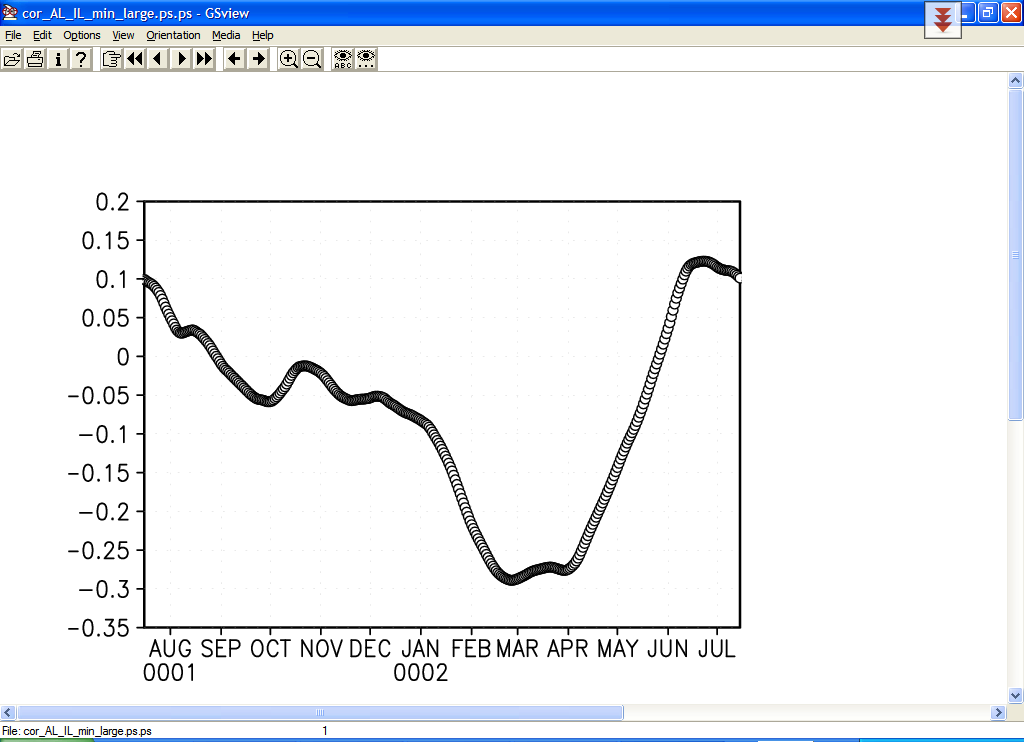 cor_AL_IL_min_large.ps.ps - GSview
File Edit Options View Orientation Media Help
i ? ABC
0.2
0.15
0.1
0.05
0
−0.05
−0.1
−0.15
−0.2
−0.25
−0.3
−0.35
AUG SEP OCT NOV DEC JAN FEB MAR APR MAY JUN JUL
0001 0002
File: cor_AL_IL_min_large.ps.ps 1